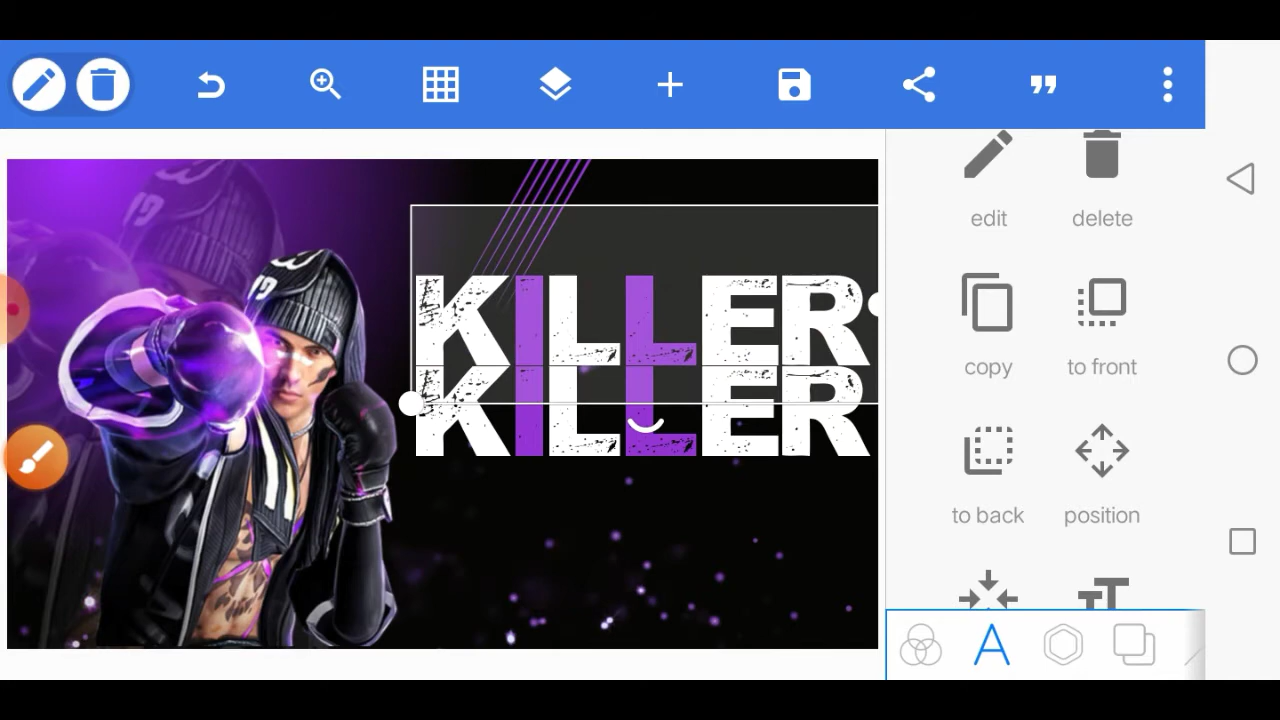 edit
delete
KILLER
KILLER
copy
to front
to back
position